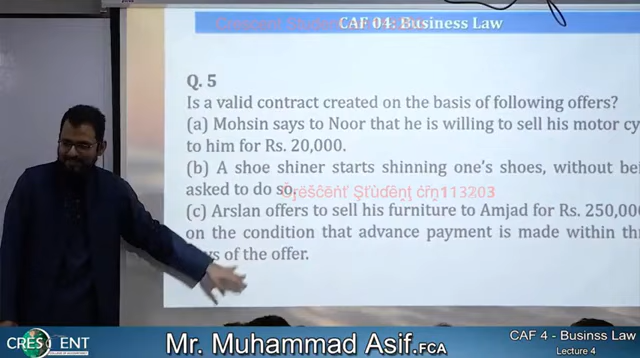 CAF 04: Business Law
Q. 5
Is a valid contract created on the basis of following offers?
(a) Mohsin says to Noor that he is willing to sell his motor cy
to him for Rs. 20,000.
(b) A shoe shiner starts shinning one's shoes, without bei
asked to do so.
(c) Arslan offers to sell his furniture to Amjad for Rs. 250,000
on the condition that advance payment is made within thr
of the offer.
CRESCENT
Mr. Muhammad Asif.FCA
CAF 4 - Businss Law
Lecture 4